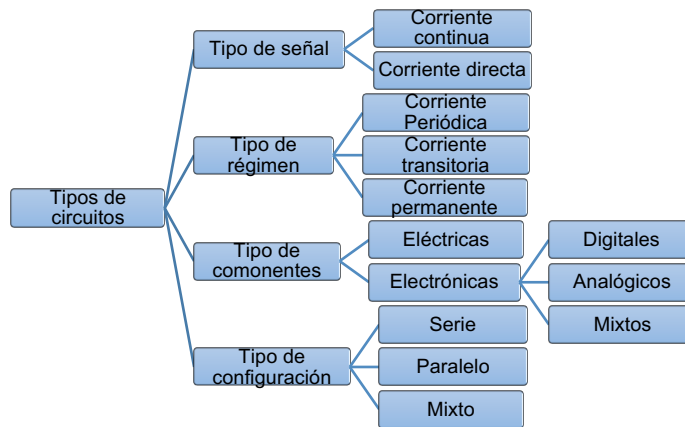 Tipos de
circuitos
Tipo de señal
Corriente
continua
Corriente directa
Tipo de
régimen
Corriente
Periódica
Corriente
transitoria
Corriente
permanente
Tipo de
comonentes
Eléctricas
Electrónicas
Digitales
Analógicos
Mixtos
Tipo de
configuración
Serie
Paralelo
Mixto